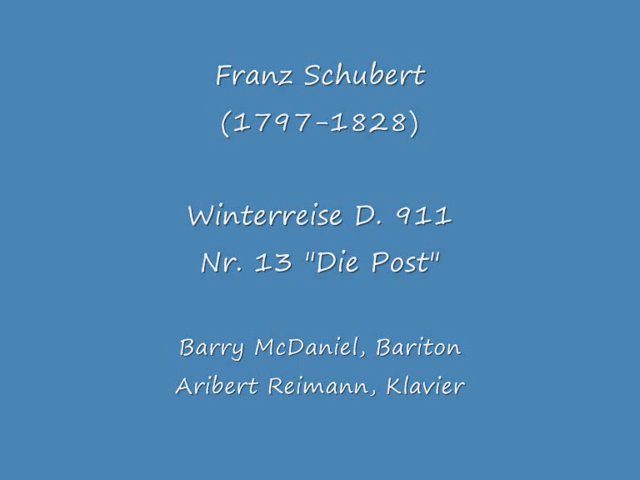 Franz Schubert
(1797-1828)
Winterreise D. 911
Nr. 13 "Die Post"
Barry McDaniel, Bariton
Aribert Reimann, Klavier